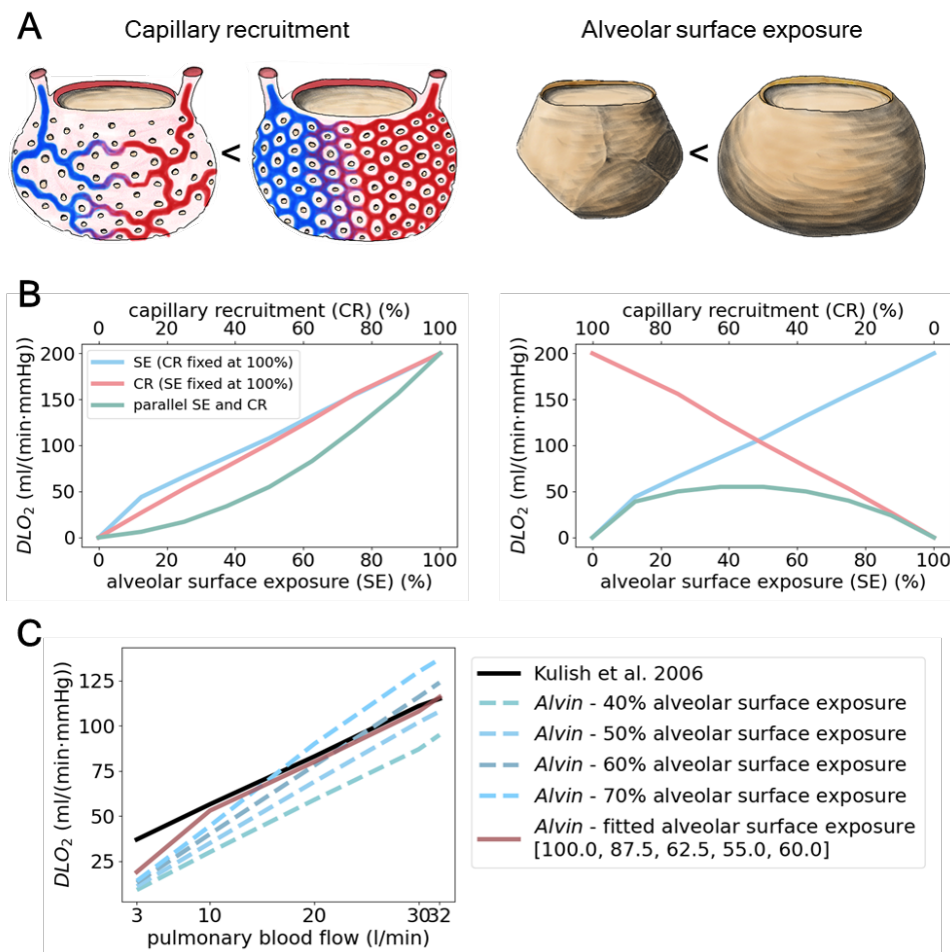 A
Capillary recruitment
Alveolar surface exposure
<
<
B
capillary recruitment (CR) (%)
0 20 40 60 80 100
200
150
100
50
0
DLO₂ (ml/(min·mmHg))
SE (CR fixed at 100%)
CR (SE fixed at 100%)
parallel SE and CR
0 20 40 60 80 100
alveolar surface exposure (SE) (%)
capillary recruitment (CR) (%)
100 80 60 40 20 0
200
150
100
50
0
DLO₂ (ml/(min·mmHg))
0 20 40 60 80 100
alveolar surface exposure (SE) (%)
C
125
100
75
50
25
DLO₂ (ml/(min·mmHg))
3 10 20 30 32
pulmonary blood flow (l/min)
Kulish et al. 2006
Alvin - 40% alveolar surface exposure
Alvin - 50% alveolar surface exposure
Alvin - 60% alveolar surface exposure
Alvin - 70% alveolar surface exposure
Alvin - fitted alveolar surface exposure
[100.0, 87.5, 62.5, 55.0, 60.0]